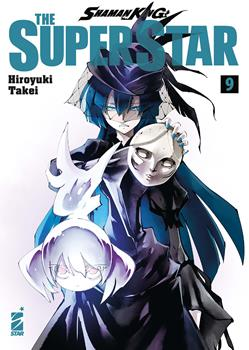 SHAMAN KING
THE
SUPER STAR
Hiroyuki
Takei
9
STAR